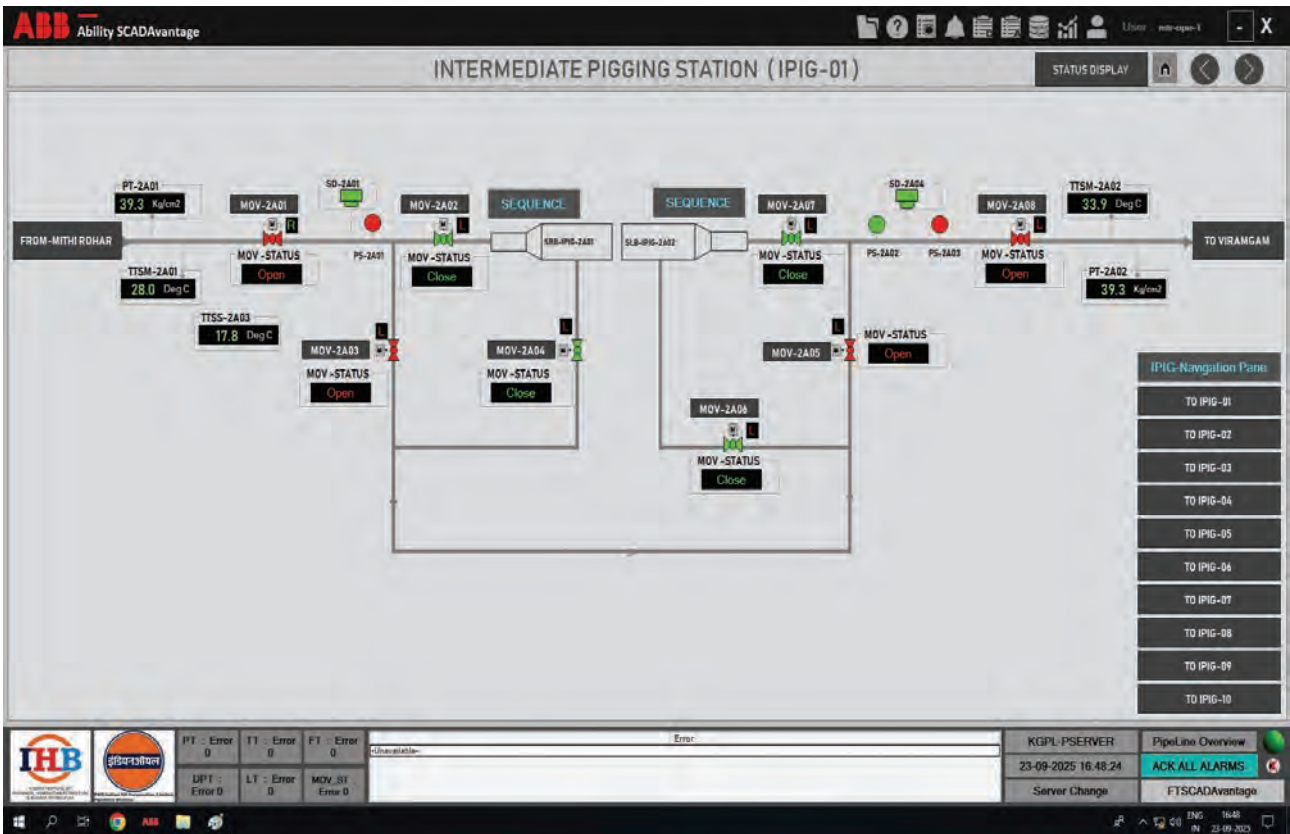 ABB Ability SCADAvantage
User :
- X
INTERMEDIATE PIGGING STATION ( IPIG-01 )
STATUS DISPLAY
PT-2A01
39.3 Kg/cm2
MOV-2A01
R
SD-2A01
MOV-2A02
L
SEQUENCE
SEQUENCE
MOV-2A07
L
SD-2A04
MOV-2A08
L
TTSM-2A02
33.9 Deg C
FROM-MITHI ROHAR
SRB-IPIG-2A01
SLB-IPIG-2A02
TO VIRAMGAM
MOV -STATUS
Open
PS-2A01
MOV -STATUS
Close
MOV -STATUS
Close
PS-2A02
PS-2A03
MOV -STATUS
Open
TTSM-2A01
28.0 Deg C
PT-2A02
39.3 Kg/cm2
TTSS-2A03
17.8 Deg C
L
MOV-2A03
MOV -STATUS
Open
L
MOV-2A04
MOV -STATUS
Close
L
MOV-2A05
MOV -STATUS
Open
MOV-2A06
L
MOV -STATUS
Close
IPIG-Navigation Pane
TO IPIG-01
TO IPIG-02
TO IPIG-03
TO IPIG-04
TO IPIG-05
TO IPIG-06
TO IPIG-07
TO IPIG-08
TO IPIG-09
TO IPIG-10
IHB
इंडियनऑयल
PT : Error 0
TT : Error 0
FT : Error 0
DPT : Error 0
LT : Error 0
MOV_ST : Error 0
Error
-Unavailable-
KGPL-PSERVER
PipeLine Overview
23-09-2025 16:48:24
ACK ALL ALARMS
Server Change
FTSCADAvantage
ABB
ENG
IN
16:48
23-09-2025